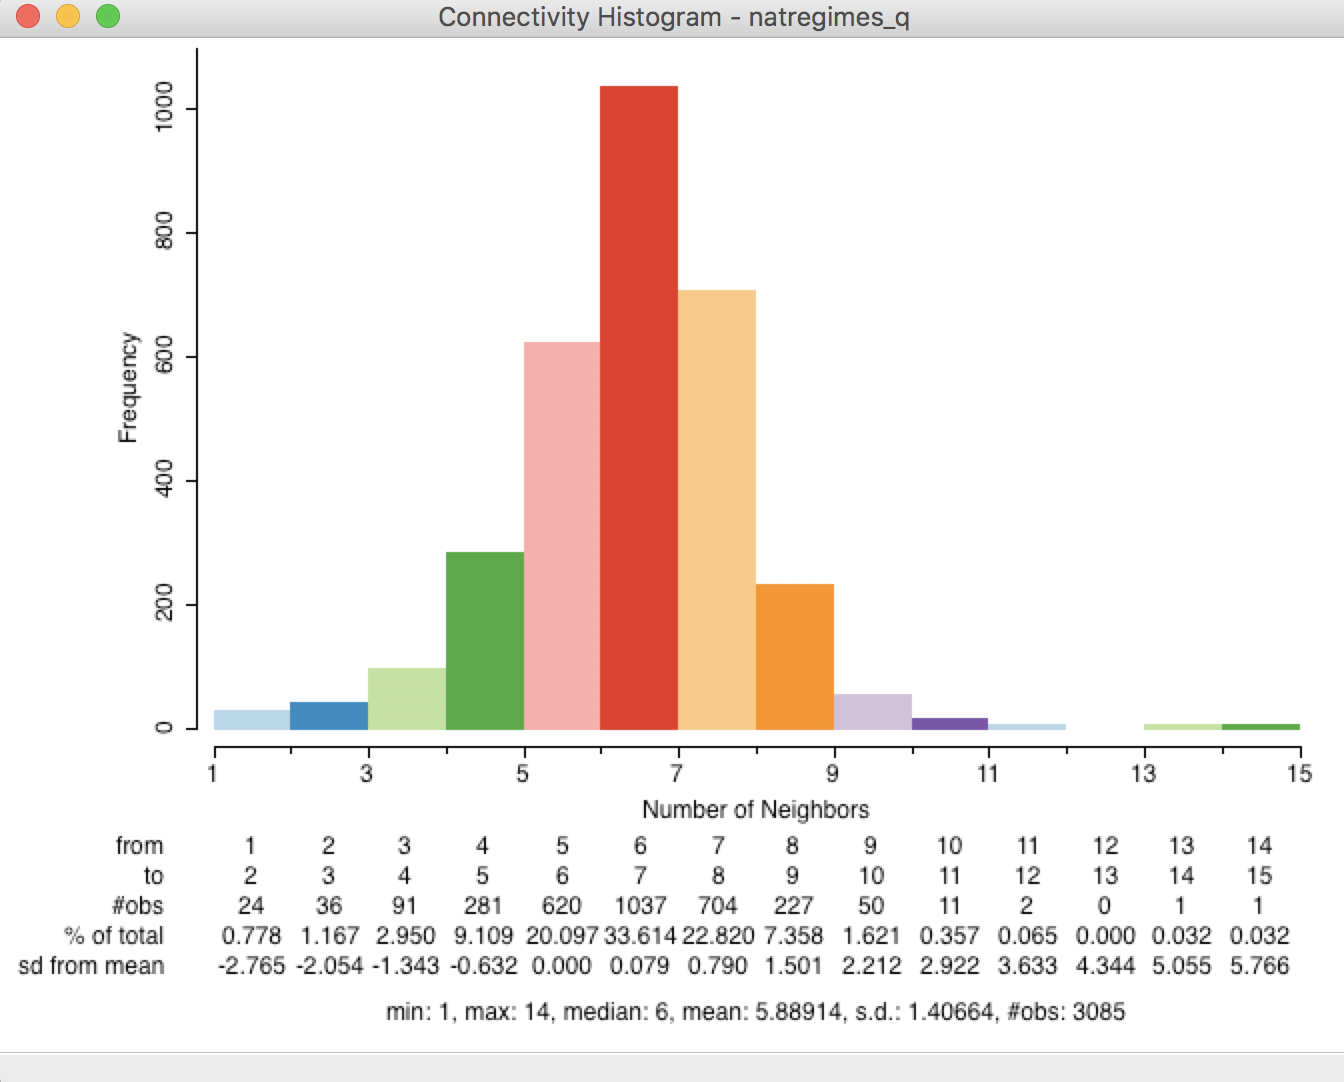 Connectivity Histogram - natregimes_q
1000
800
600
400
200
0
Frequency
1 3 5 7 9 11 13 15
Number of Neighbors
from 1 2 3 4 5 6 7 8 9 10 11 12 13 14
to 2 3 4 5 6 7 8 9 10 11 12 13 14 15
#obs 24 36 91 281 620 1037 704 227 50 11 2 0 1 1
% of total 0.778 1.167 2.950 9.109 20.097 33.614 22.820 7.358 1.621 0.357 0.065 0.000 0.032 0.032
sd from mean -2.765 -2.054 -1.343 -0.632 0.000 0.079 0.790 1.501 2.212 2.922 3.633 4.344 5.055 5.766
min: 1, max: 14, median: 6, mean: 5.88914, s.d.: 1.40664, #obs: 3085